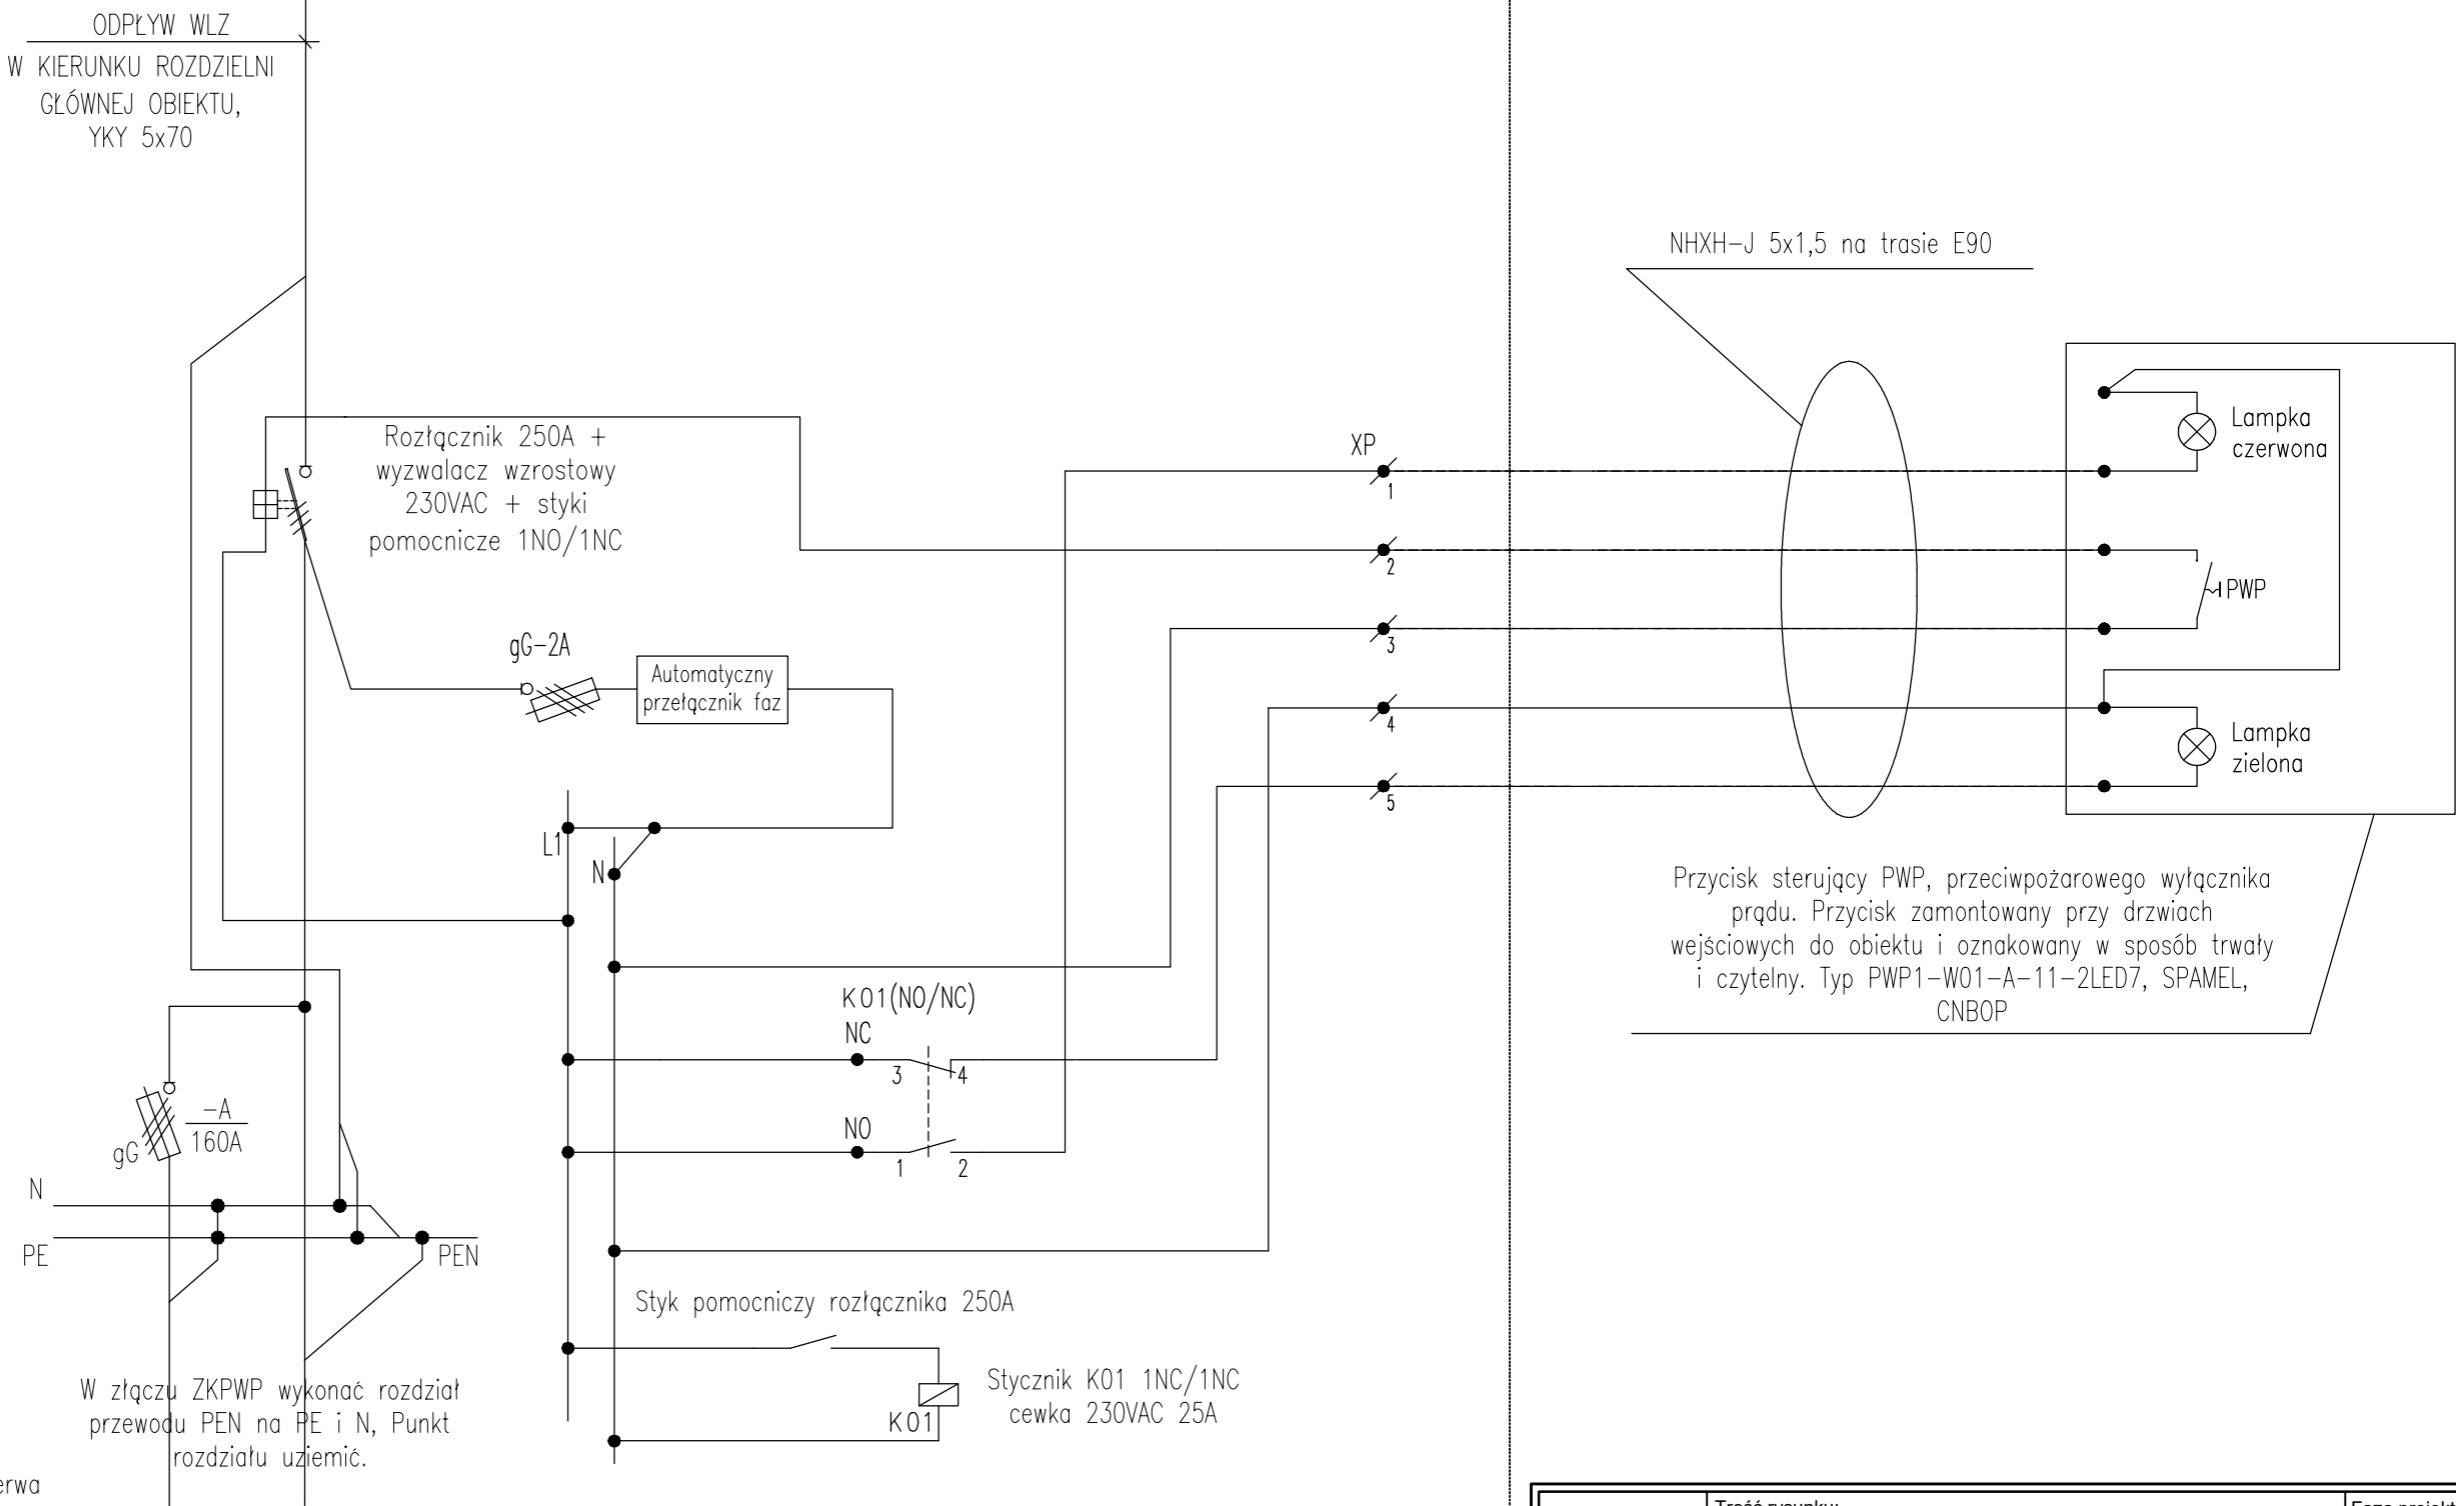 ODPŁYW WLZ
W KIERUNKU ROZDZIELNI
GŁÓWNEJ OBIEKTU,
YKY 5x70
NHXH-J 5x1,5 na trasie E90
Rozłącznik 250A +
wyzwalacz wzrostowy
230VAC + styki
pomocnicze 1NO/1NC
XP
1
2
3
4
5
Lampka
czerwona
PWP
Lampka
zielona
gG-2A
Automatyczny
przełącznik faz
L1
N
Przycisk sterujący PWP, przeciwpożarowego wyłącznika
prądu. Przycisk zamontowany przy drzwiach
wejściowych do obiektu i oznakowany w sposób trwały
i czytelny. Typ PWP1-W01-A-11-2LED7, SPAMEL,
CNBOP
K01(NO/NC)
NC
3 4
NO
1 2
-A
160A
gG
N
PE
PEN
Styk pomocniczy rozłącznika 250A
Stycznik K01 1NC/1NC
cewka 230VAC 25A
K01
W złączu ZKPWP wykonać rozdział
przewodu PEN na PE i N, Punkt
rozdziału uziemić.
erwa
Treść rysunku:
Faza projekt